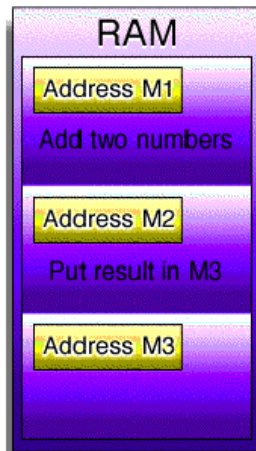 RAM
Address M1
Add two numbers
Address M2
Put result in M3
Address M3